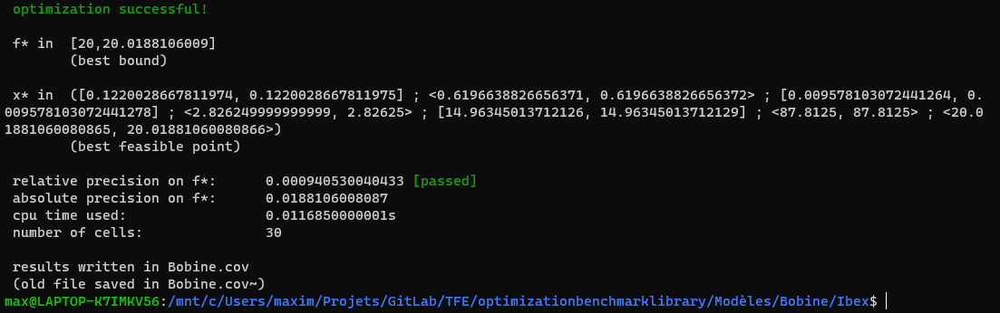 optimization successful!
f* in  [20,20.0188106009]
(best bound)
x* in  ([0.1220028667811974, 0.1220028667811975] ; <0.6196638826656371, 0.6196638826656372> ; [0.009578103072441264, 0.
009578103072441278] ; <2.826249999999999, 2.82625> ; [14.96345013712126, 14.96345013712129] ; <87.8125, 87.8125> ; <20.0
1881060080865, 20.01881060080866>)
(best feasible point)
relative precision on f*:      0.000940530040433 [passed]
absolute precision on f*:      0.0188106008087
cpu time used:                 0.0116850000001s
number of cells:               30
results written in Bobine.cov
(old file saved in Bobine.cov~)
max@LAPTOP-K7IMKV56:/mnt/c/Users/maxim/Projets/GitLab/TFE/optimizationbenchmarklibrary/Modèles/Bobine/Ibex$